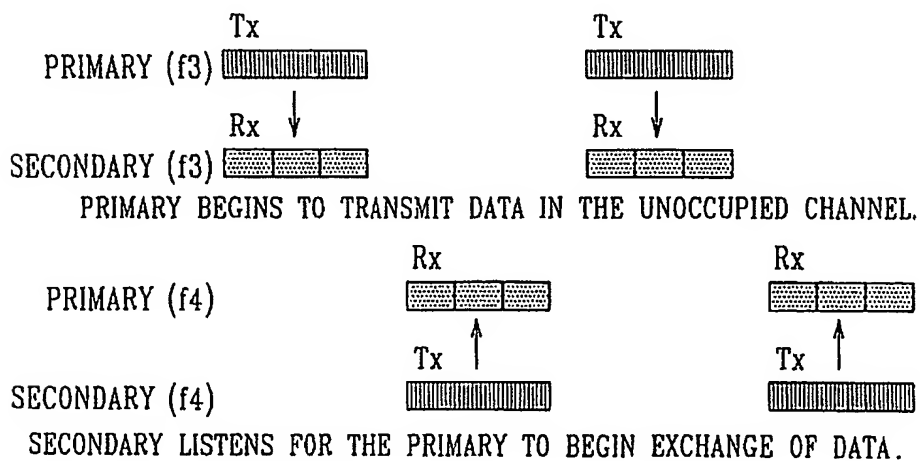 Tx Tx
PRIMARY (f3)
Rx Rx
SECONDARY (f3)
PRIMARY BEGINS TO TRANSMIT DATA IN THE UNOCCUPIED CHANNEL.
Rx Rx
PRIMARY (f4)
Tx Tx
SECONDARY (f4)
SECONDARY LISTENS FOR THE PRIMARY TO BEGIN EXCHANGE OF DATA.